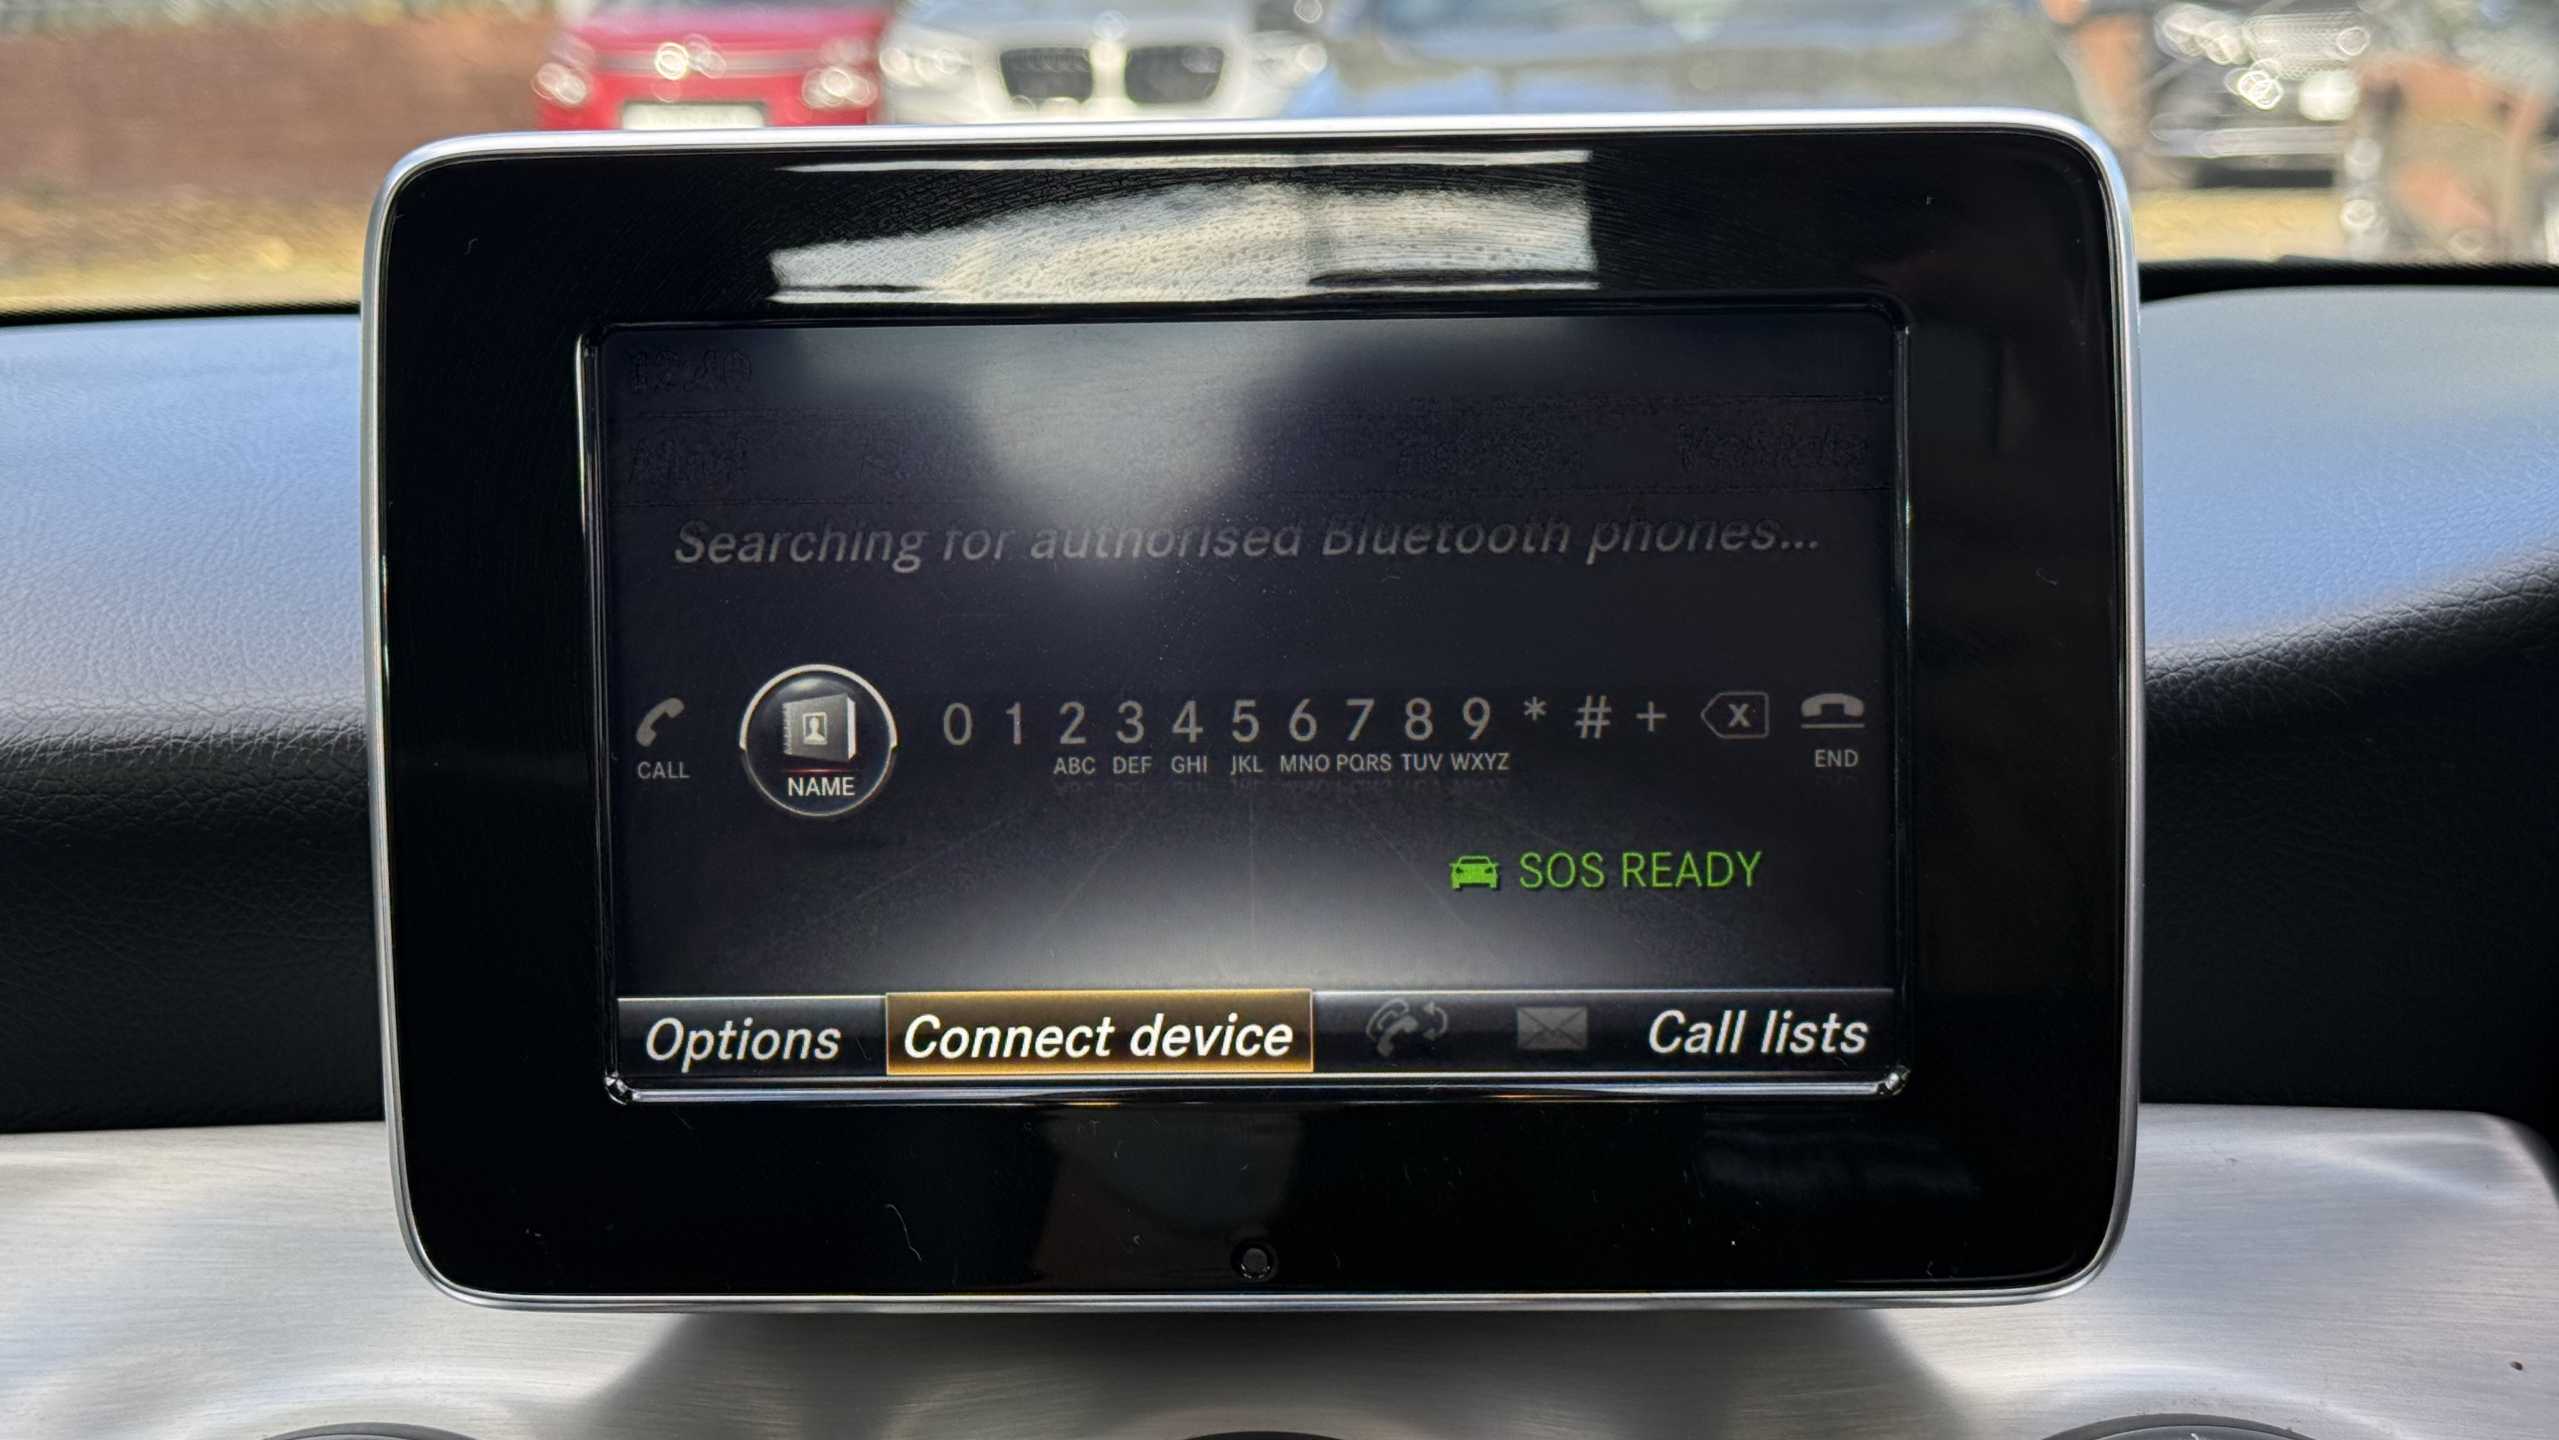 Searching for authorised Bluetooth phones...
CALL NAME 0 1 2 3 4 5 6 7 8 9 * # + X END
ABC DEF GHI JKL MNO PQRS TUV WXYZ
SOS READY
Options Connect device Call lists